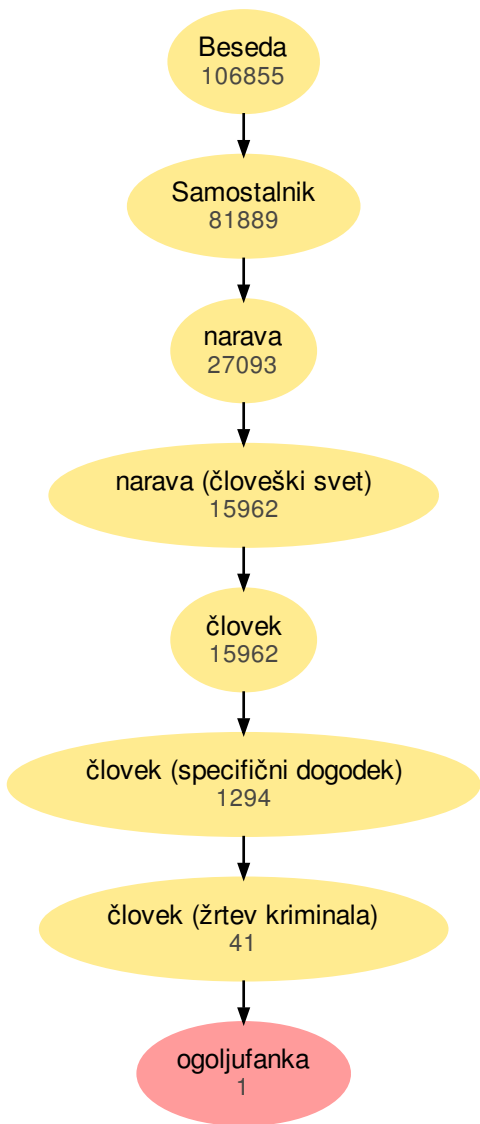 Beseda
106855
Samostalnik
81889
narava
27093
narava (človeški svet)
15962
človek
15962
človek (specifični dogodek)
1294
človek (žrtev kriminala)
41
ogoljufanka
1